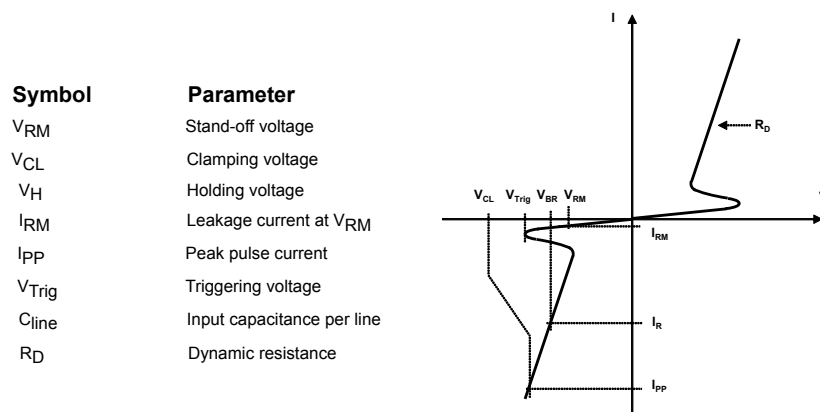 Symbol Parameter
VRM Stand-off voltage
VCL Clamping voltage
VH Holding voltage
IRM Leakage current at VRM
IPP Peak pulse current
VTrig Triggering voltage
Cline Input capacitance per line
RD Dynamic resistance
I
RD
VCL VTrig VBR VRM
IRM
IR
IPP